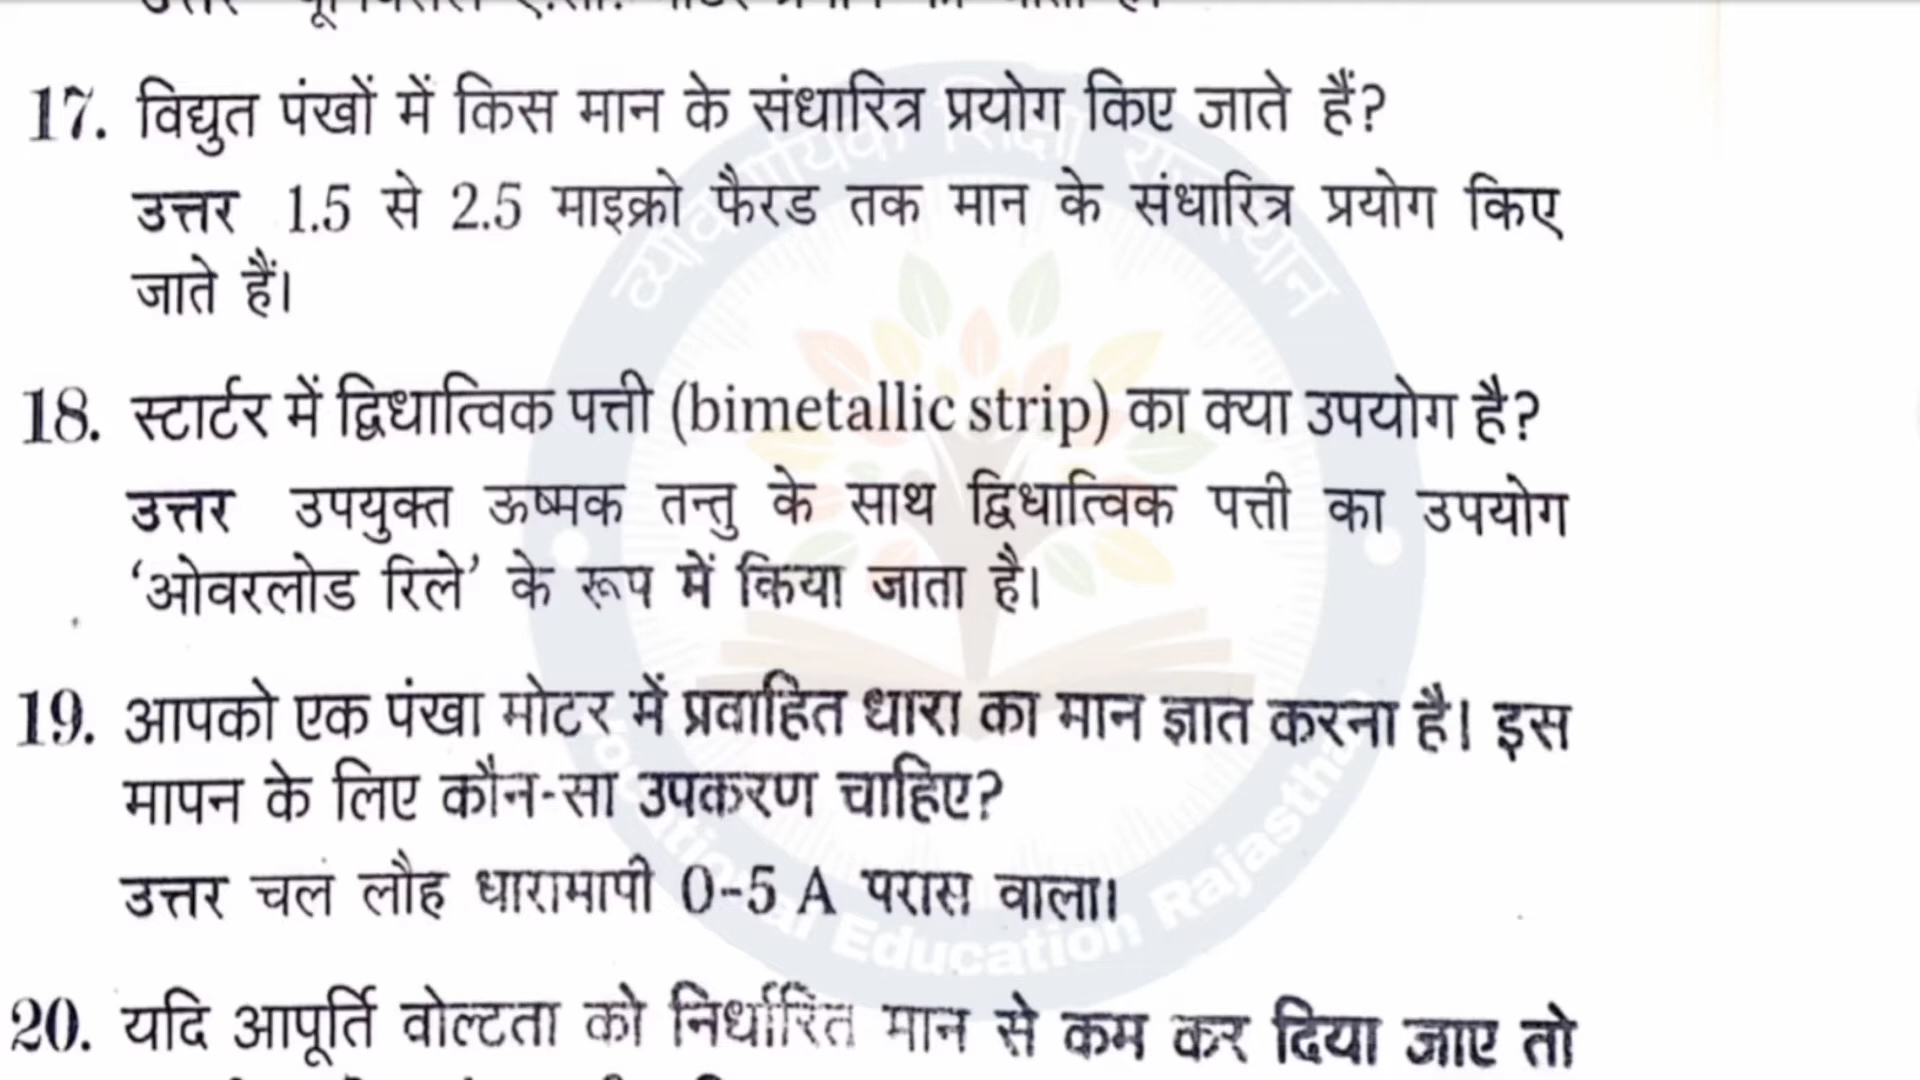 17. विद्युत पंखों में किस मान के संधारित्र प्रयोग किए जाते हैं?
उत्तर 1.5 से 2.5 माइक्रो फैरड तक मान के संधारित्र प्रयोग किए
जाते हैं।
18. स्टार्टर में द्विधात्विक पत्ती (bimetallic strip) का क्या उपयोग है?
उत्तर उपयुक्त ऊष्मक तन्तु के साथ द्विधात्विक पत्ती का उपयोग
‘ओवरलोड रिले’ के रूप में किया जाता है।
19. आपको एक पंखा मोटर में प्रवाहित धारा का मान ज्ञात करना है। इस
मापन के लिए कौन-सा उपकरण चाहिए?
उत्तर चल लौह धारामापी 0-5 A परास वाला।
20. यदि आपूर्ति वोल्टता को निर्धारित मान से कम कर दिया जाए तो
Education Rajasthan